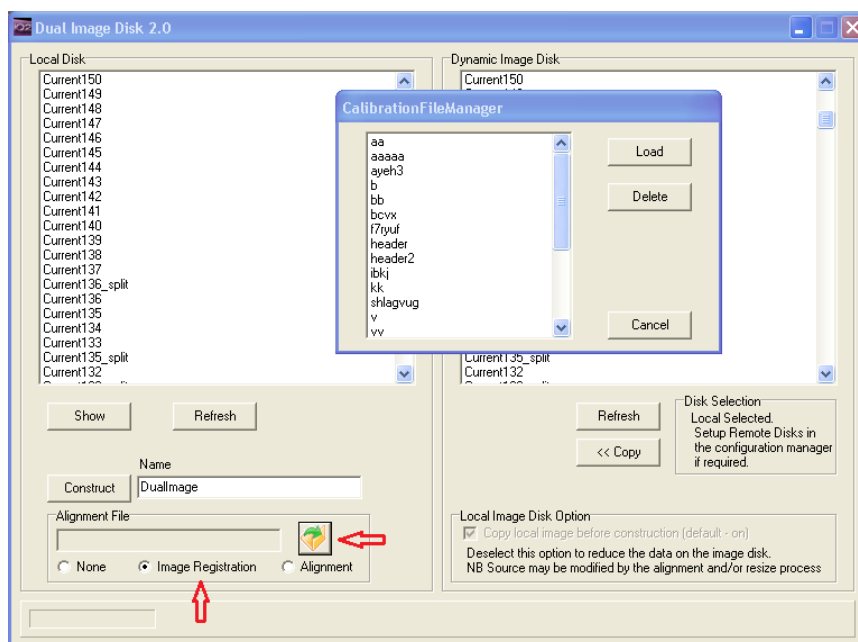 Dual Image Disk 2.0
Local Disk
Current150
Current149
Current148
Current147
Current146
Current145
Current144
Current143
Current142
Current141
Current140
Current139
Current138
Current137
Current136_split
Current136
Current135
Current134
Current133
Current135_split
Current132
Show
Refresh
Name
Construct
DualImage
Alignment File
None
Image Registration
Alignment
Dynamic Image Disk
Current150
CalibrationFileManager
aa
aaaaa
ayeh3
b
bb
bcvx
f7ryuf
header
header2
ibkj
kk
shlagvug
v
vv
Load
Delete
Cancel
Current135_split
Current132
Refresh
<< Copy
Disk Selection
Local Selected.
Setup Remote Disks in
the configuration manager
if required.
Local Image Disk Option
Copy local image before construction (default - on)
Deselect this option to reduce the data on the image disk.
NB Source may be modified by the alignment and/or resize process